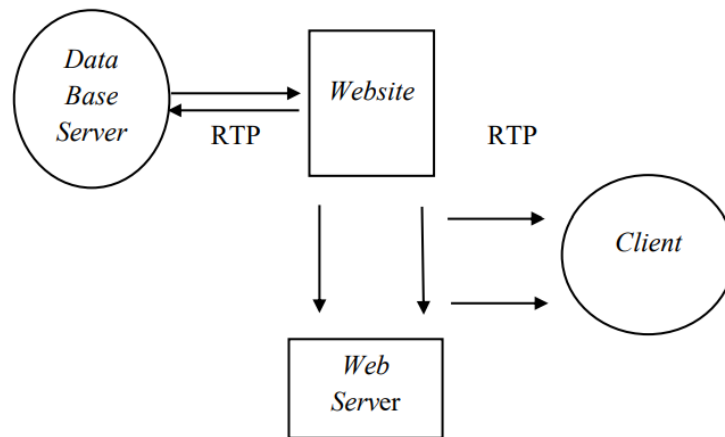 Data
Base
Server
RTP
Website
RTP
Client
Web
Server